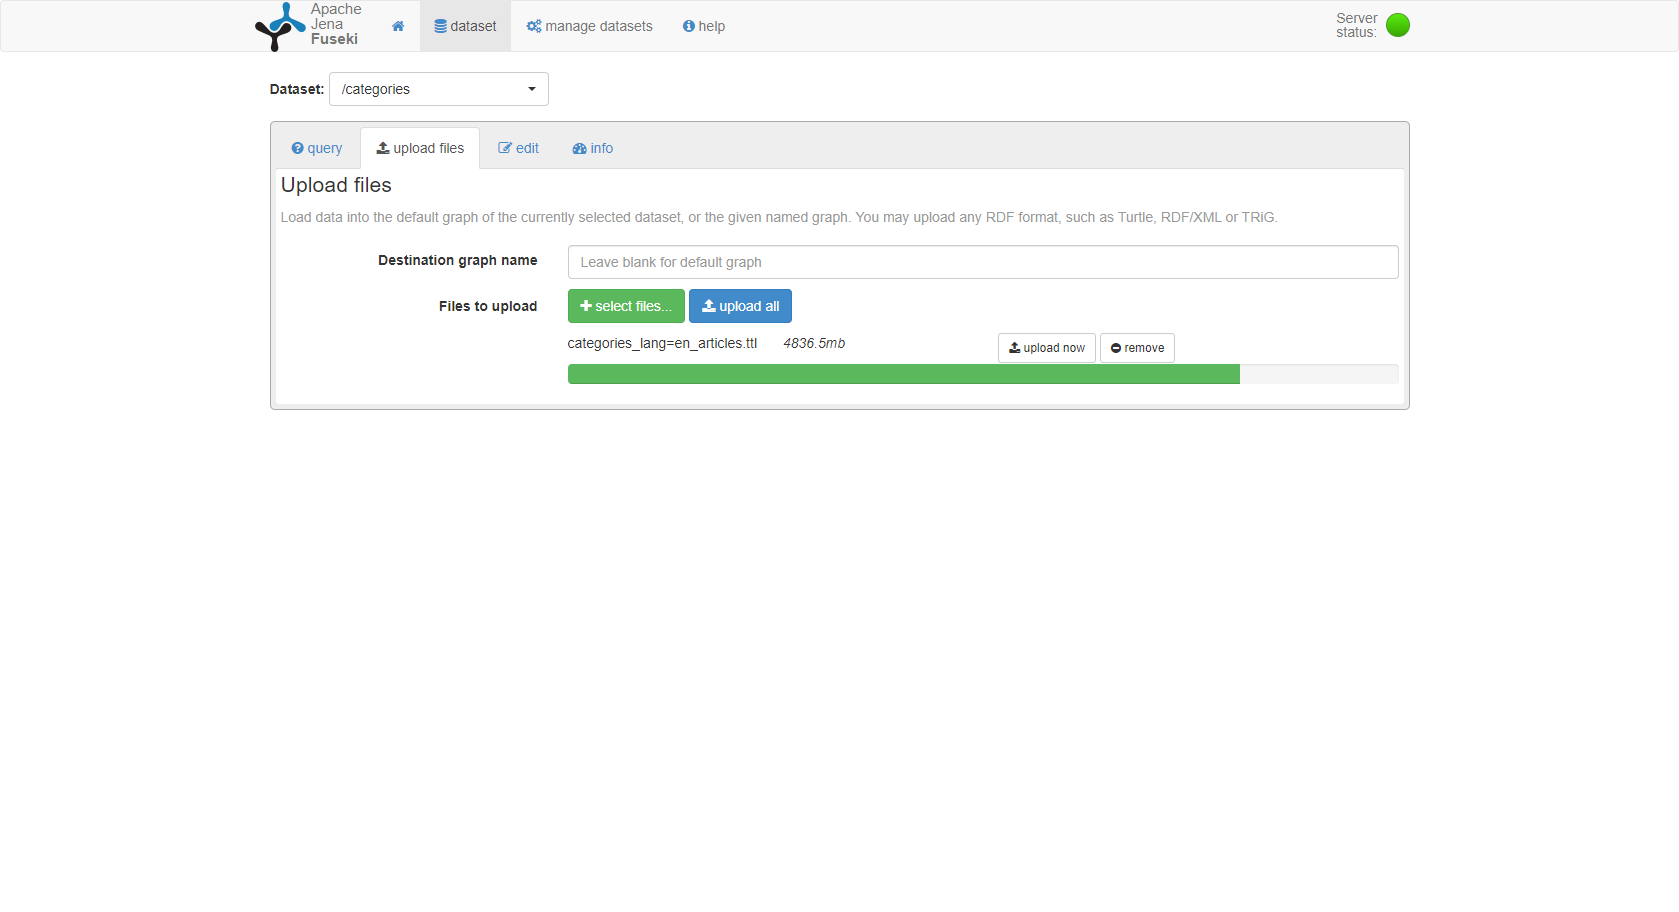 Apache
Jena
Fuseki
dataset
manage datasets
help
Server
status:
Dataset: /categories
query
upload files
edit
info
Upload files
Load data into the default graph of the currently selected dataset, or the given named graph. You may upload any RDF format, such as Turtle, RDF/XML or TRiG.
Destination graph name Leave blank for default graph
Files to upload select files... upload all
categories_lang=en_articles.ttl 4836.5mb upload now remove